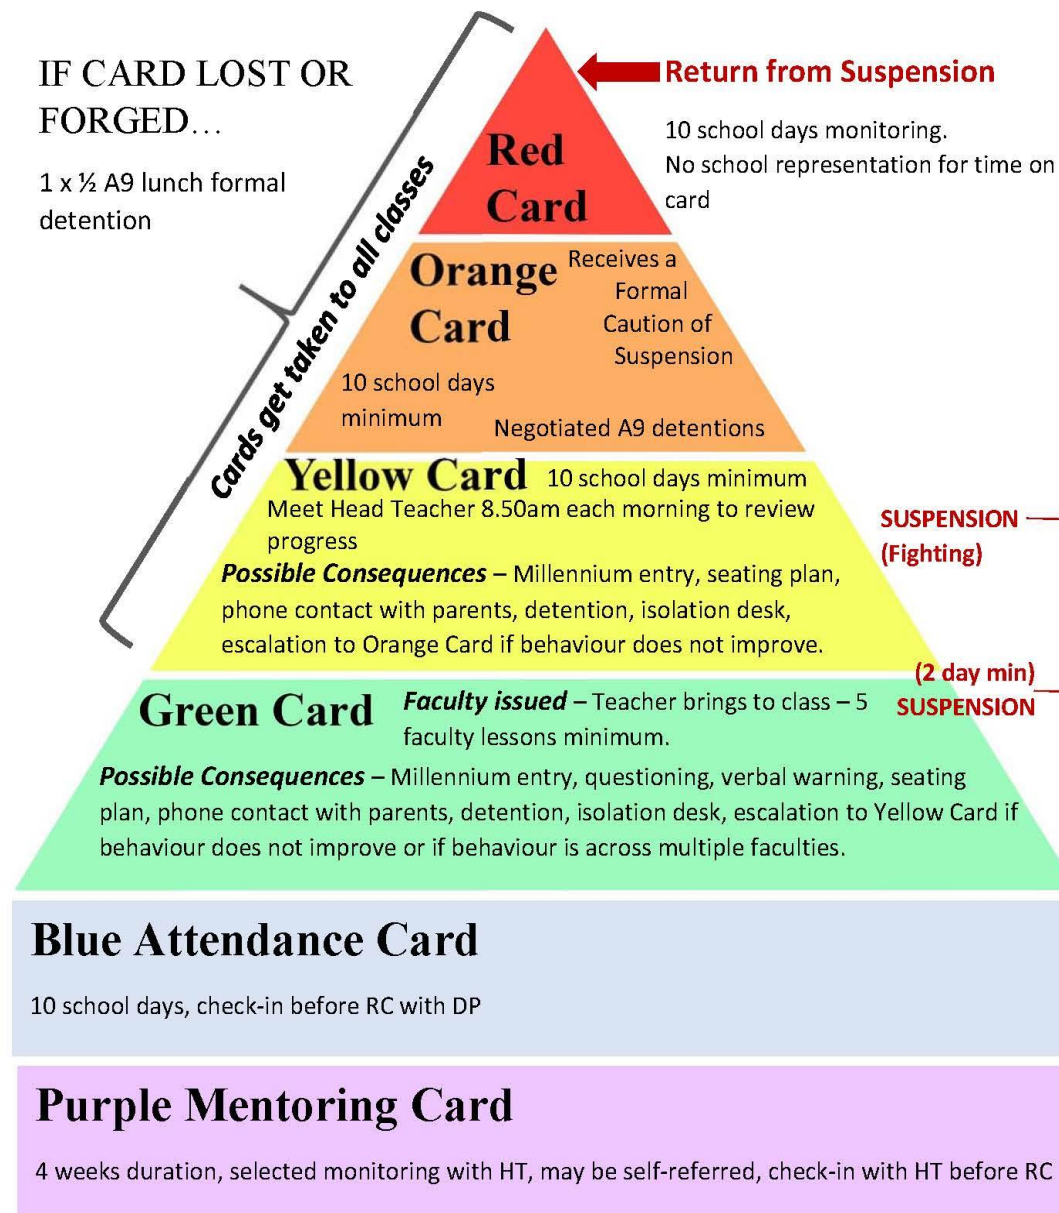 IF CARD LOST OR
FORGED…
1 x ½ A9 lunch formal
detention
Cards get taken to all classes
Return from Suspension
10 school days monitoring.
No school representation for time on
card
Red
Card
Orange
Card
Receives a
Formal
Caution of
Suspension
10 school days
minimum
Negotiated A9 detentions
Yellow Card 10 school days minimum
Meet Head Teacher 8.50am each morning to review
progress
Possible Consequences – Millennium entry, seating plan,
phone contact with parents, detention, isolation desk,
escalation to Orange Card if behaviour does not improve.
SUSPENSION
(Fighting)
(2 day min)
SUSPENSION
Green Card Faculty issued – Teacher brings to class – 5
faculty lessons minimum.
Possible Consequences – Millennium entry, questioning, verbal warning, seating
plan, phone contact with parents, detention, isolation desk, escalation to Yellow Card if
behaviour does not improve or if behaviour is across multiple faculties.
Blue Attendance Card
10 school days, check-in before RC with DP
Purple Mentoring Card
4 weeks duration, selected monitoring with HT, may be self-referred, check-in with HT before RC